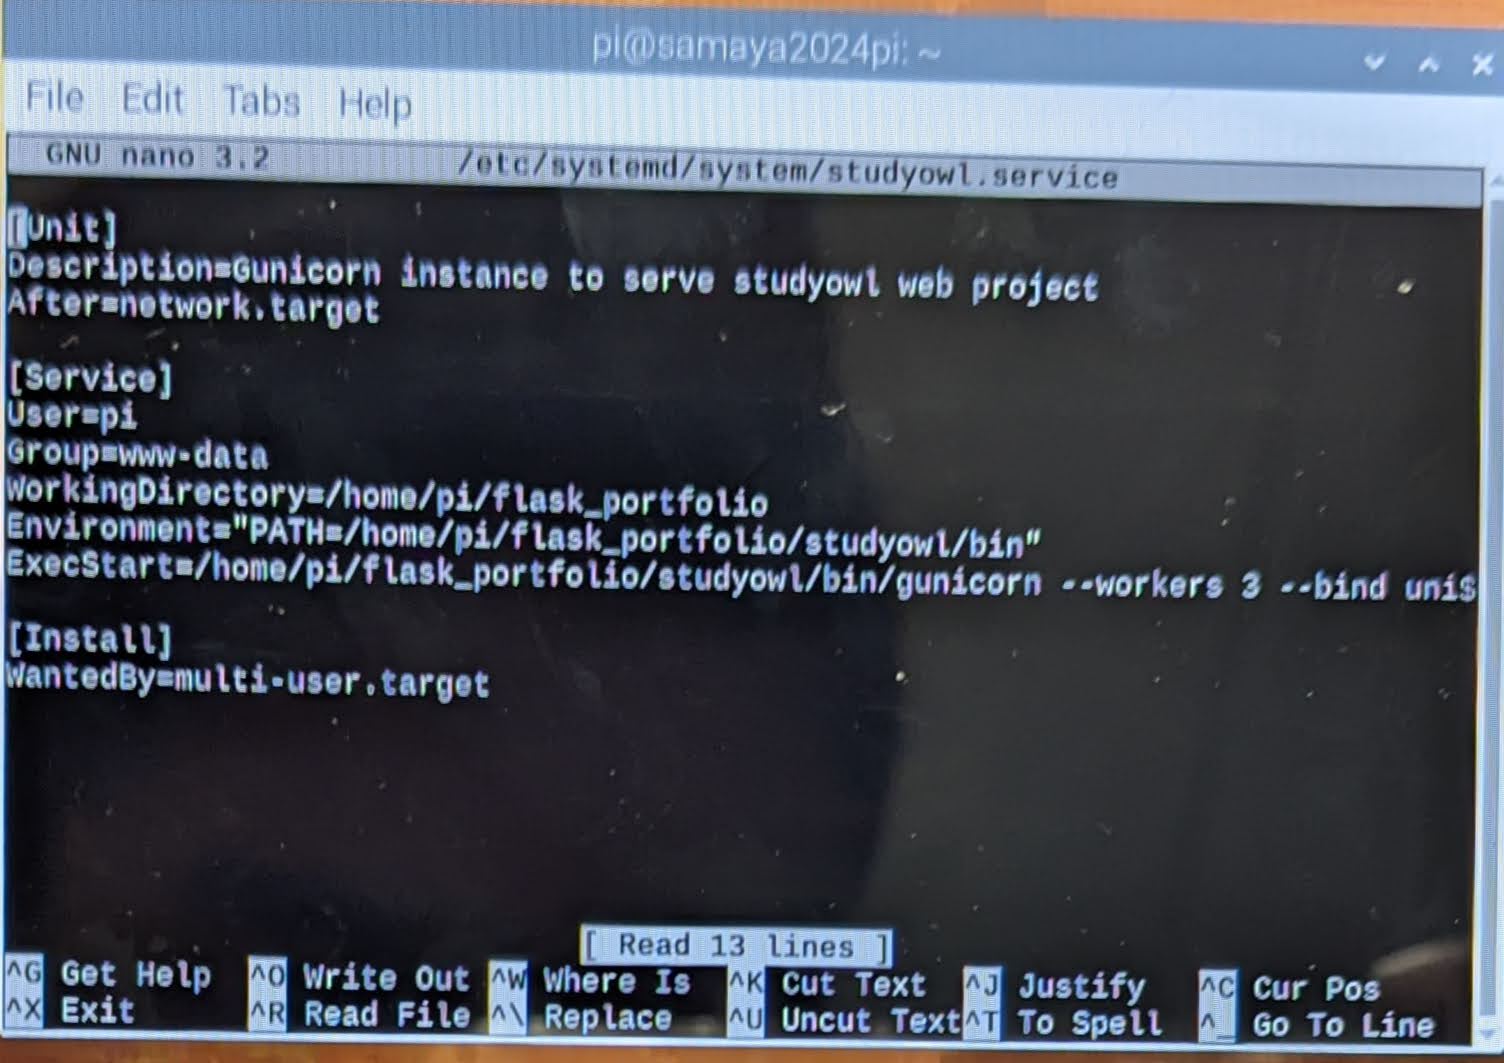 pi@samaya2024pi: ~
File Edit Tabs Help
GNU nano 3.2 /etc/systemd/system/studyowl.service
[Unit]
Description=Gunicorn instance to serve studyowl web project
After=network.target
[Service]
User=pi
Group=www-data
WorkingDirectory=/home/pi/flask_portfolio
Environment="PATH=/home/pi/flask_portfolio/studyowl/bin"
ExecStart=/home/pi/flask_portfolio/studyowl/bin/gunicorn --workers 3 --bind uni$
[Install]
WantedBy=multi-user.target
[ Read 13 lines ]
^G Get Help ^O Write Out ^W Where Is ^K Cut Text ^J Justify ^C Cur Pos
^X Exit ^R Read File ^\ Replace ^U Uncut Text ^T To Spell ^_ Go To Line